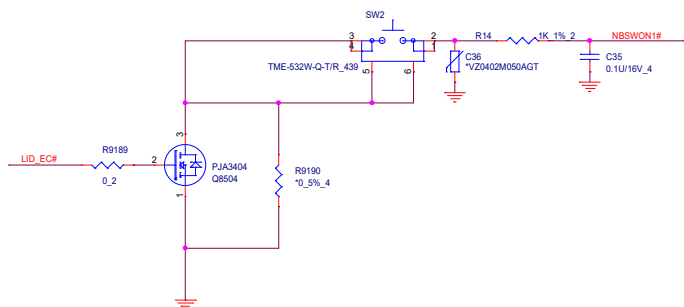 SW2
3
2
4
1
TME-532W-Q-T/R_439
5
6
R14
1K_1%_2
NBSWON1#
C36
*VZ0402M050AGT
C35
0.1U/16V_4
LID_EC#
R9189
0_2
2
3
1
PJA3404
Q8504
R9190
*0_5%_4